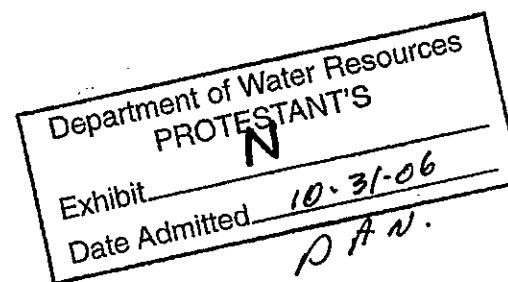 Department of Water Resources
PROTESTANT'S
Exhibit N
Date Admitted 10-31-06
DAN.